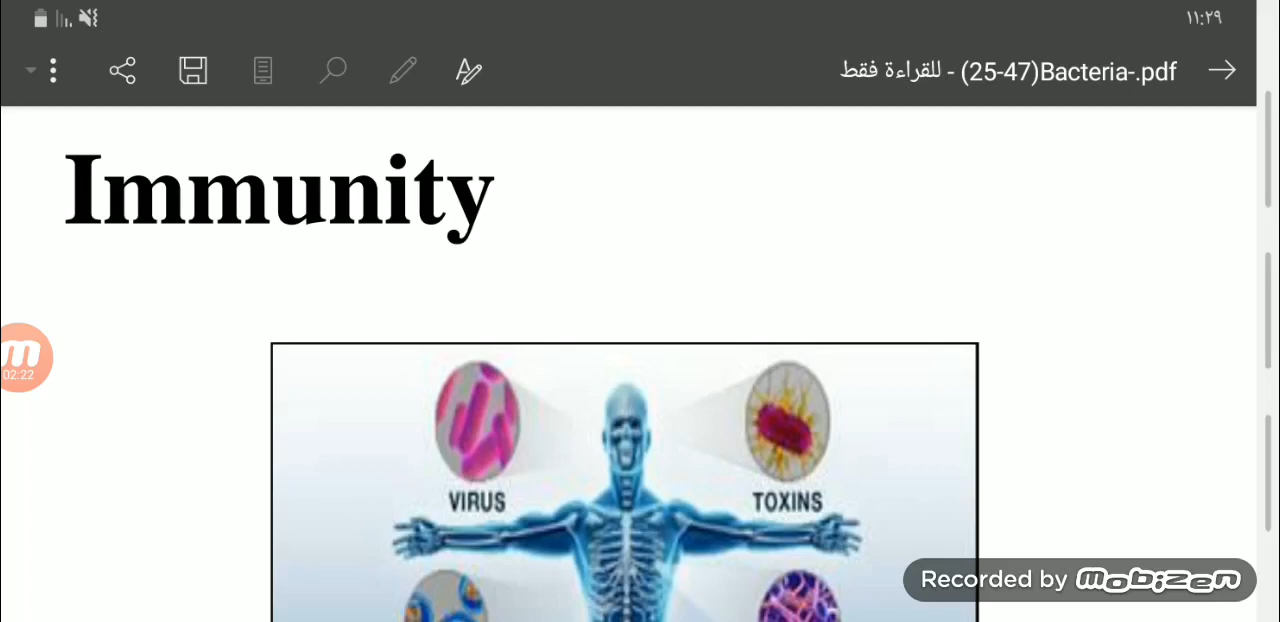 ١١:٢٩
(25-47)Bacteria-.pdf - للقراءة فقط
Immunity
VIRUS
TOXINS
m
02:22
Recorded by mobizen